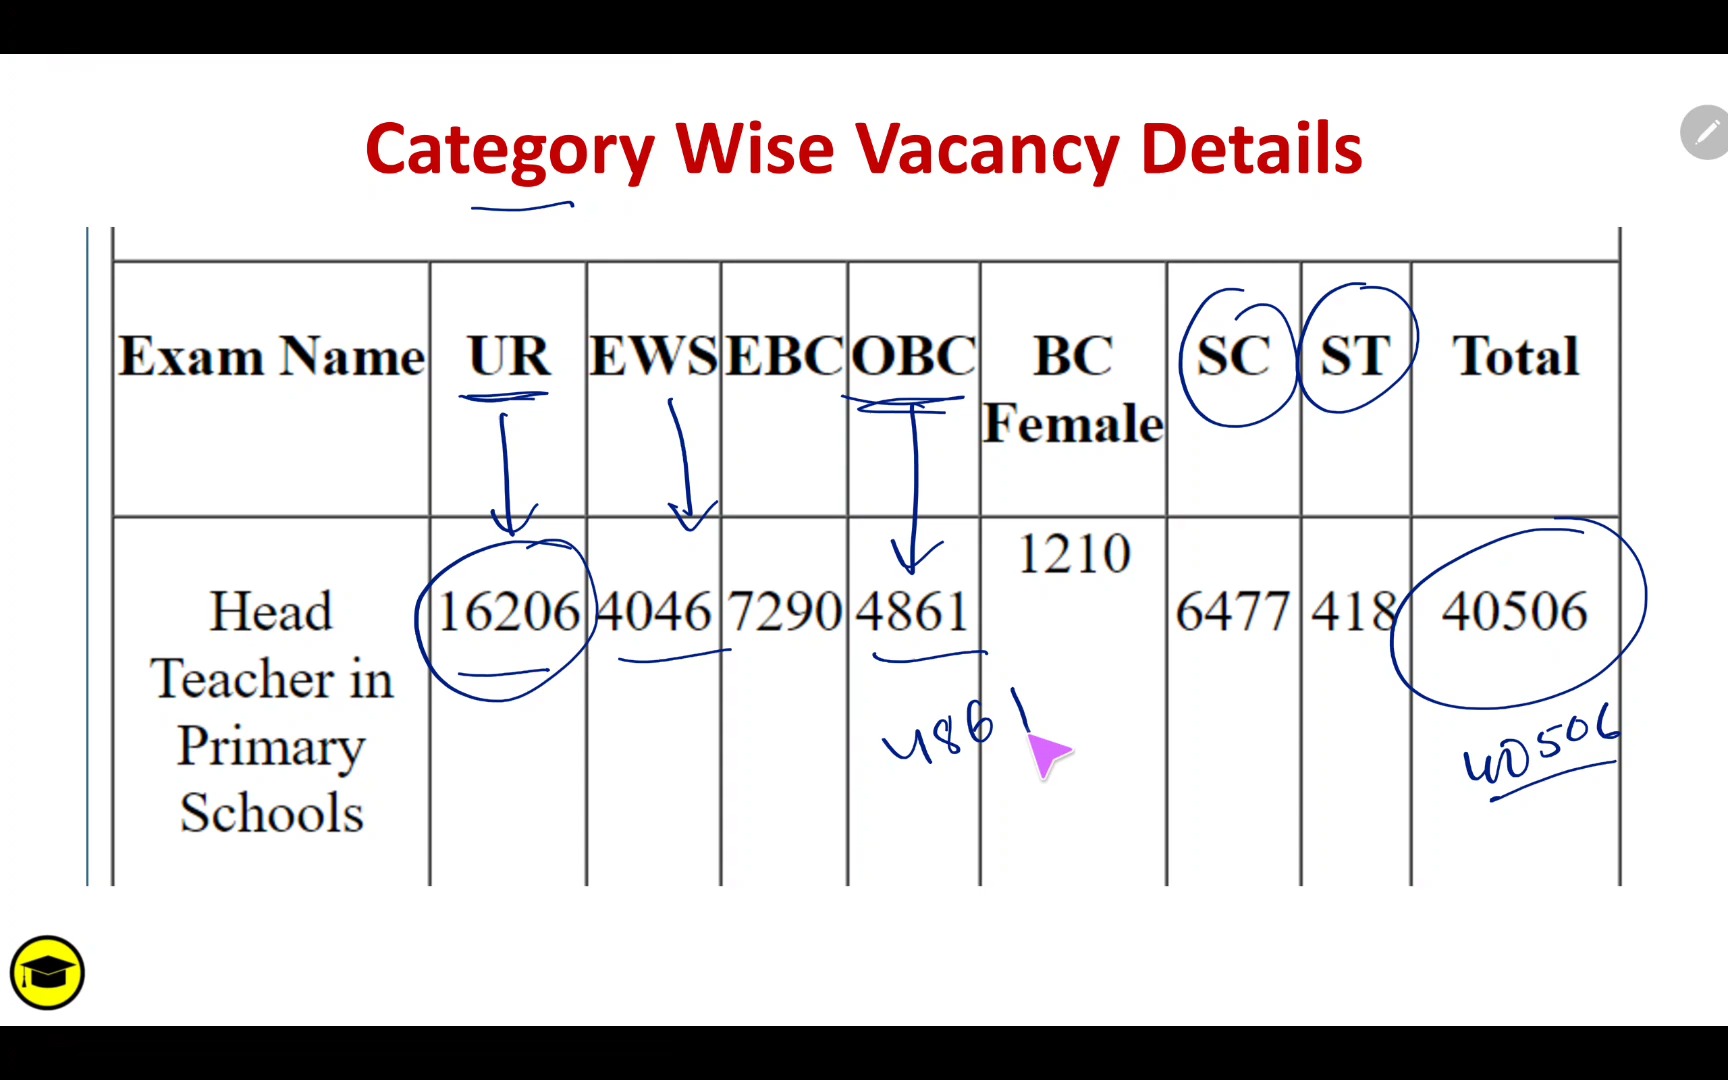 Category Wise Vacancy Details
Exam Name UR EWS EBC OBC BC Female SC ST Total
Head Teacher in Primary Schools 16206 4046 7290 4861 1210 6477 418 40506
4861
40506